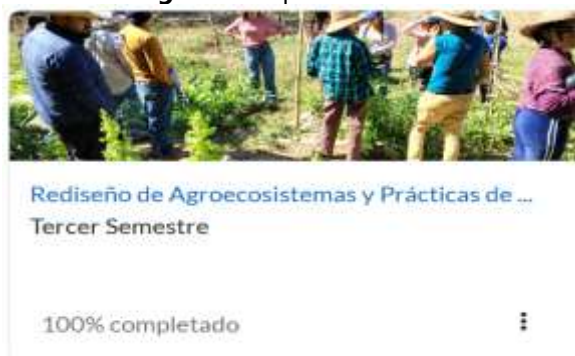 Rediseño de Agroecosistemas y Prácticas de ...
Tercer Semestre
100% completado